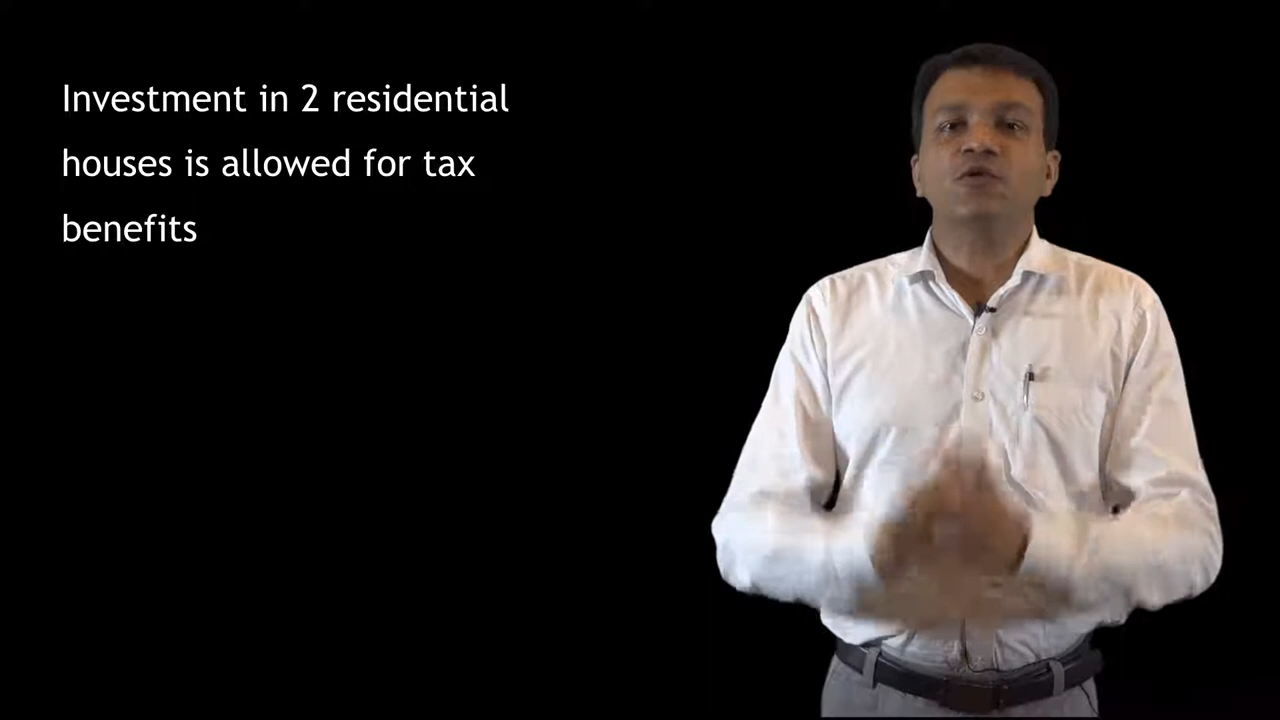 Investment in 2 residential
houses is allowed for tax
benefits